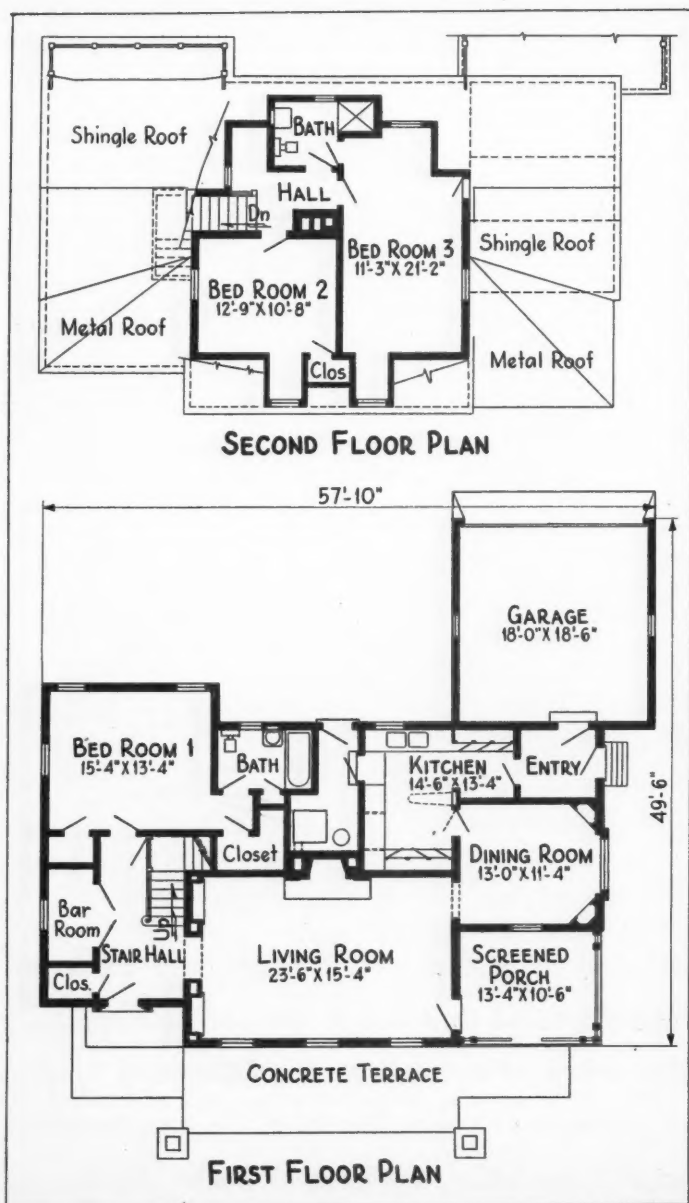 Shingle Roof
BATH
HALL
Dn
BED ROOM 3
11'-3" X 21'-2"
Shingle Roof
BED ROOM 2
12'-9" X 10'-8"
Metal Roof
Clos
Metal Roof
SECOND FLOOR PLAN
57'-10"
GARAGE
18'-0" X 18'-6"
BED ROOM 1
15'-4" X 13'-4"
BATH
KITCHEN
14'-6" X 13'-4"
ENTRY
49'-6"
Closet
DINING ROOM
13'-0" X 11'-4"
Bar
Room
Up
STAIR HALL
LIVING ROOM
23'-6" X 15'-4"
SCREENED
PORCH
13'-4" X 10'-6"
Clos.
CONCRETE TERRACE
FIRST FLOOR PLAN